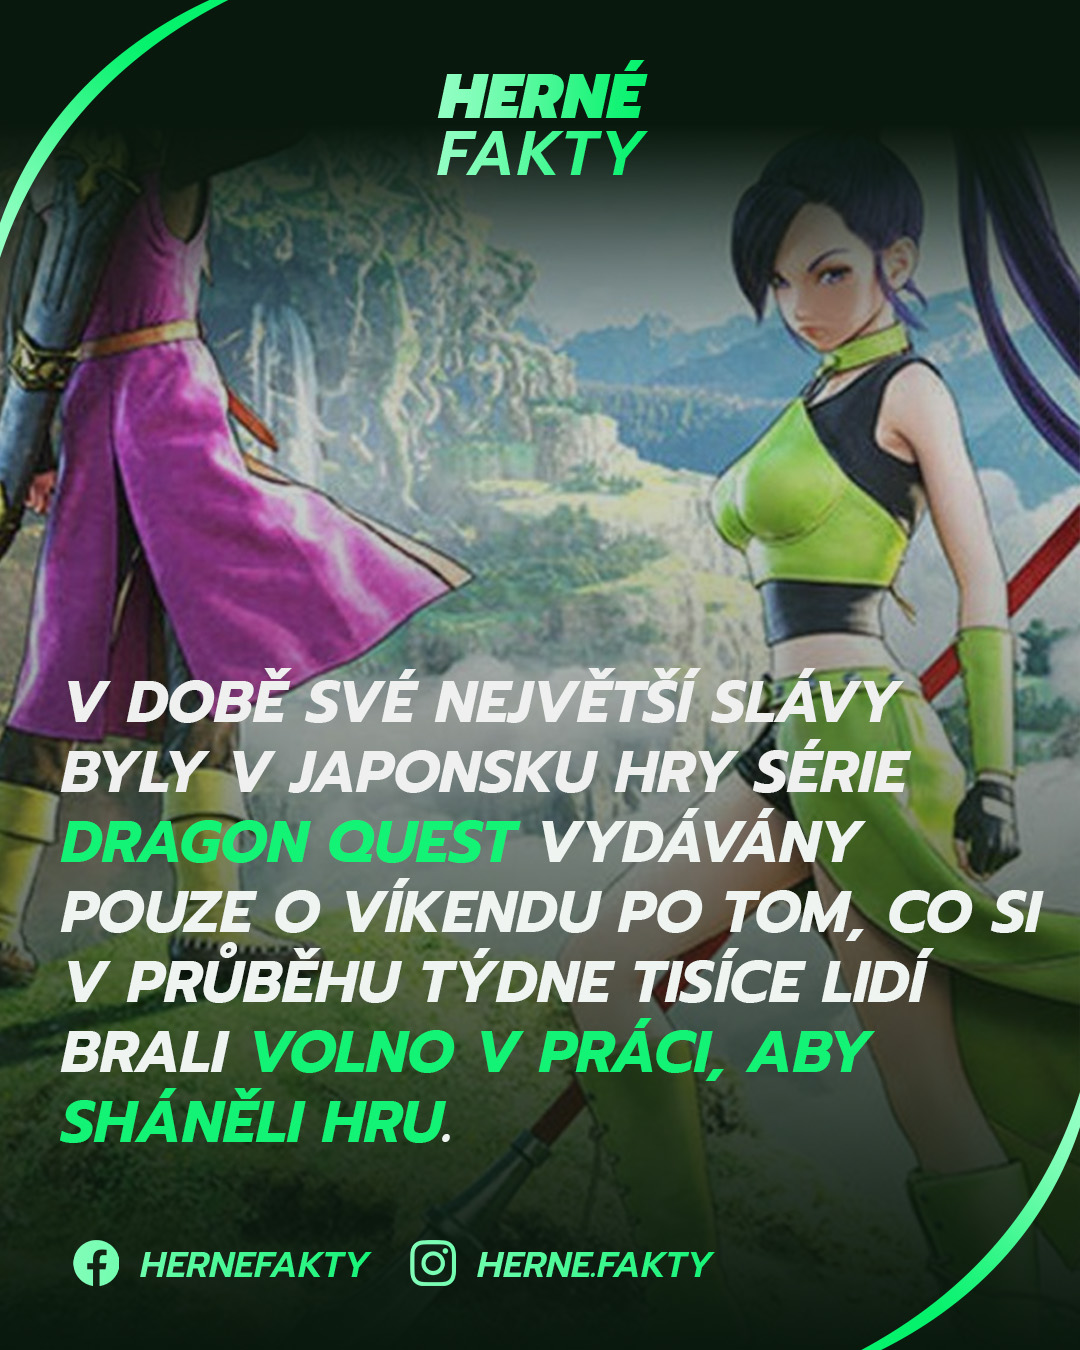 HERNÉ
FAKTY
V DOBĚ SVÉ NEJVĚTŠÍ SLÁVY
BYLY V JAPONSKU HRY SÉRIE
DRAGON QUEST VYDÁVÁNY
POUZE O VÍKENDU PO TOM, CO SI
V PRŮBĚHU TÝDNE TISÍCE LIDÍ
BRALI VOLNO V PRÁCI, ABY
SHÁNĚLI HRU.
HERNEFAKTY HERNE.FAKTY